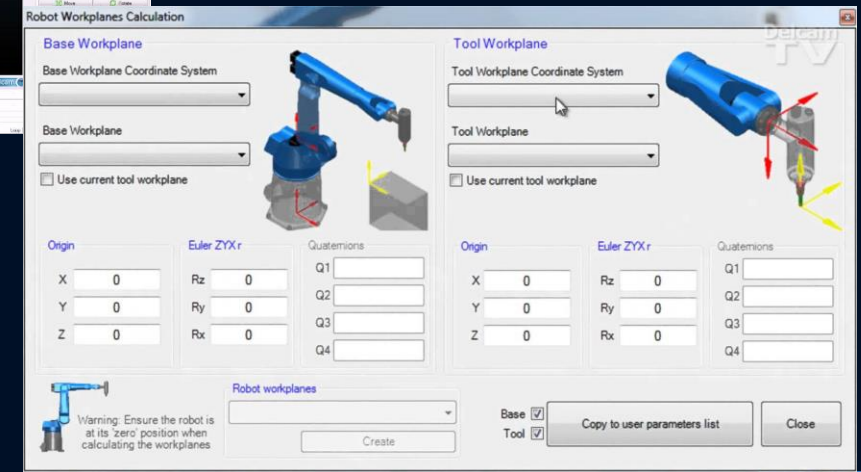 Robot Workplanes Calculation
Delcam
TV
Base Workplane
Base Workplane Coordinate System
Base Workplane
Use current tool workplane
Origin
X 0
Y 0
Z 0
Euler ZYX r
Rz 0
Ry 0
Rx 0
Quaternions
Q1
Q2
Q3
Q4
Tool Workplane
Tool Workplane Coordinate System
Tool Workplane
Use current tool workplane
Origin
X 0
Y 0
Z 0
Euler ZYX r
Rz 0
Ry 0
Rx 0
Quaternions
Q1
Q2
Q3
Q4
Warning: Ensure the robot is
at its 'zero' position when
calculating the workplanes
Robot workplanes
Create
Base
Tool
Copy to user parameters list
Close